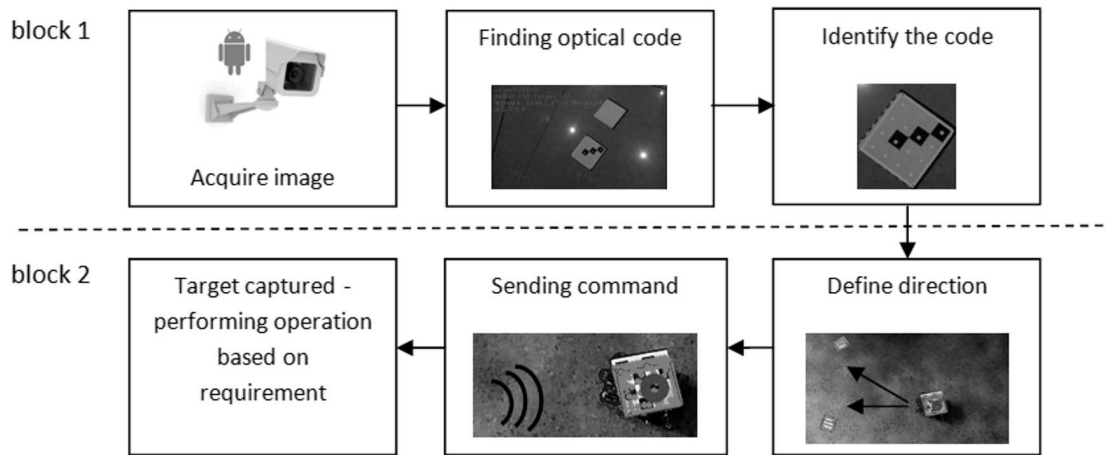 block 1
Acquire image
Finding optical code
Identify the code
block 2
Target captured -
performing operation
based on
requirement
Sending command
Define direction